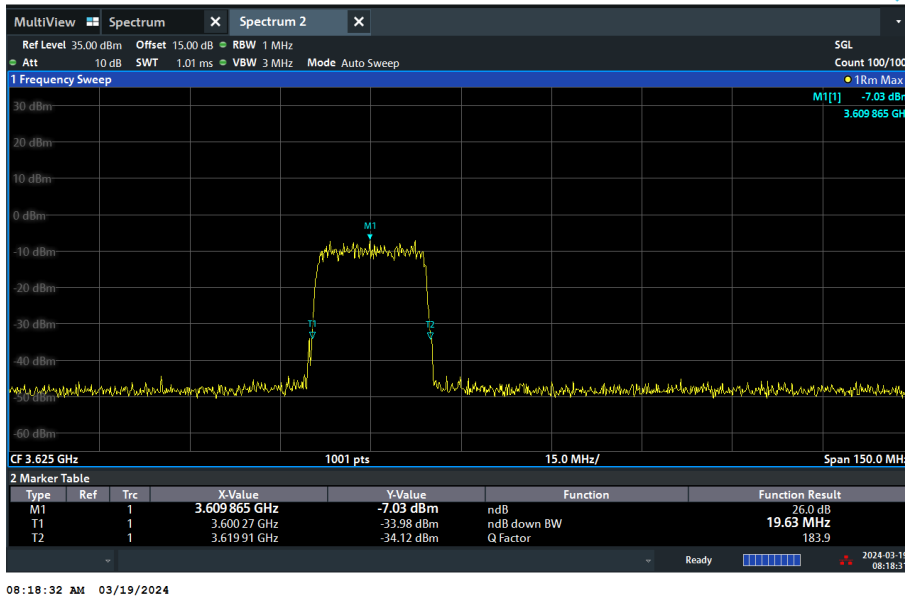 MultiView Spectrum X Spectrum 2 X
Ref Level 35.00 dBm Offset 15.00 dB RBW 1 MHz SGL
Att 10 dB SWT 1.01 ms VBW 3 MHz Mode Auto Sweep Count 100/100
1 Frequency Sweep 1Rm Max
M1[1] -7.03 dBm
30 dBm
3.609 865 GH
20 dBm
10 dBm
0 dBm
M1
-10 dBm
-20 dBm
-30 dBm
T1 T2
-40 dBm
-50 dBm
-60 dBm
CF 3.625 GHz 1001 pts 15.0 MHz/ Span 150.0 MHz
2 Marker Table
Type Ref Trc X-Value Y-Value Function Function Result
M1 1 3.609 865 GHz -7.03 dBm ndB 26.0 dB
T1 1 3.600 27 GHz -33.98 dBm ndB down BW 19.63 MHz
T2 1 3.619 91 GHz -34.12 dBm Q Factor 183.9
Ready 2024-03-19
08:18:31
08:18:32 AM 03/19/2024